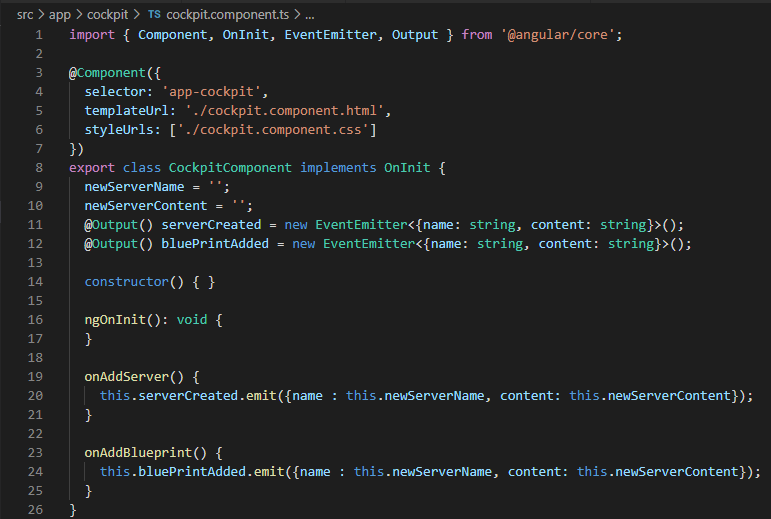 src > app > cockpit > TS cockpit.component.ts > ...
1 import { Component, OnInit, EventEmitter, Output } from '@angular/core';
2
3 @Component({
4   selector: 'app-cockpit',
5   templateUrl: './cockpit.component.html',
6   styleUrls: ['./cockpit.component.css']
7 })
8 export class CockpitComponent implements OnInit {
9   newServerName = '';
10   newServerContent = '';
11   @Output() serverCreated = new EventEmitter<{name: string, content: string}>();
12   @Output() bluePrintAdded = new EventEmitter<{name: string, content: string}>();
13
14   constructor() { }
15
16   ngOnInit(): void {
17   }
18
19   onAddServer() {
20     this.serverCreated.emit({name : this.newServerName, content: this.newServerContent});
21   }
22
23   onAddBlueprint() {
24     this.bluePrintAdded.emit({name : this.newServerName, content: this.newServerContent});
25   }
26 }